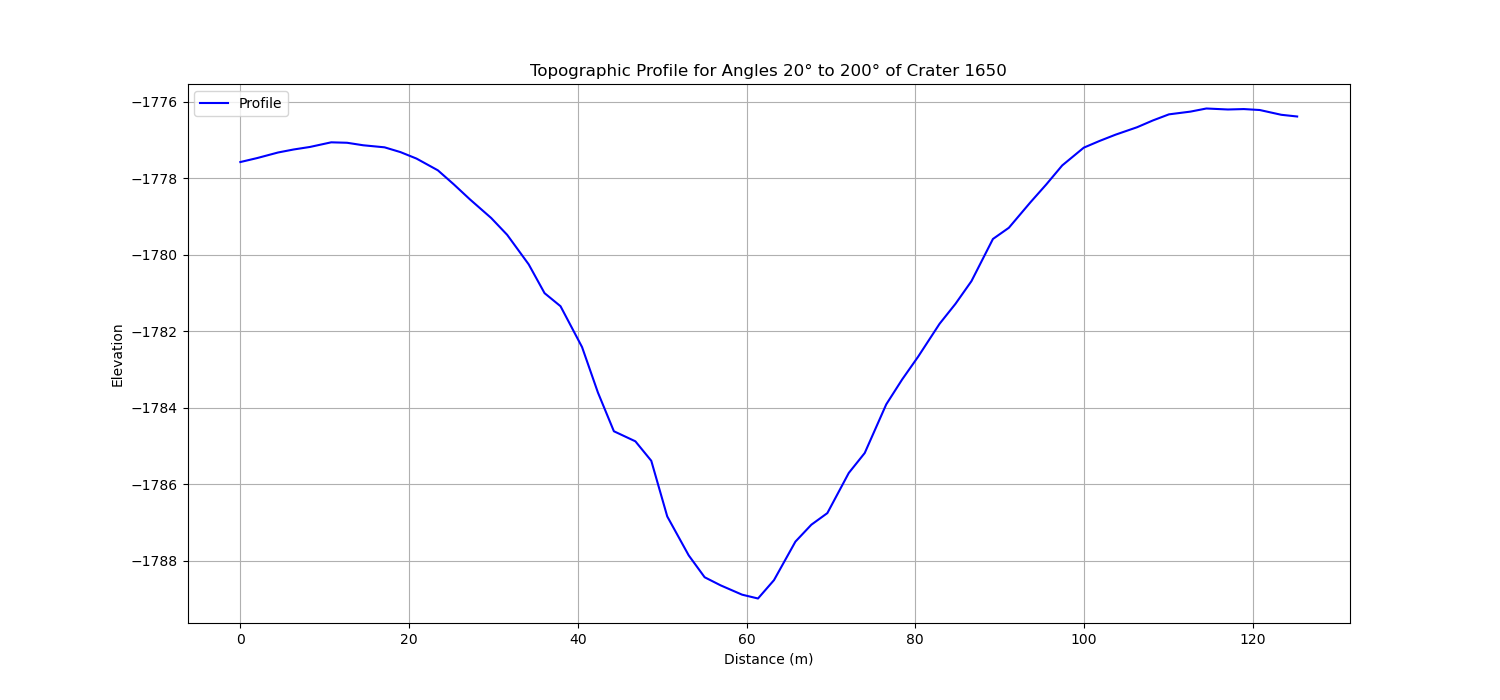 Topographic Profile for Angles 20° to 200° of Crater 1650
Profile
−1776
−1778
−1780
−1782
−1784
−1786
−1788
Elevation
0 20 40 60 80 100 120
Distance (m)